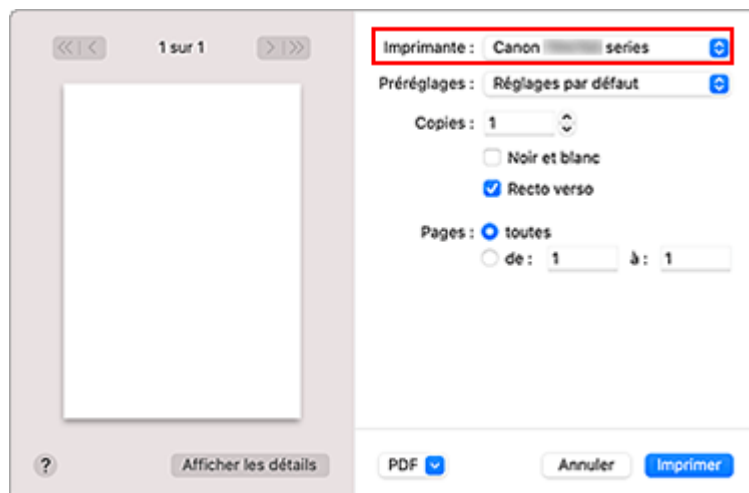 1 sur 1
Imprimante : Canon series
Préréglages : Réglages par défaut
Copies : 1
Noir et blanc
Recto verso
Pages : toutes
de : 1 à : 1
? Afficher les détails PDF Annuler Imprimer